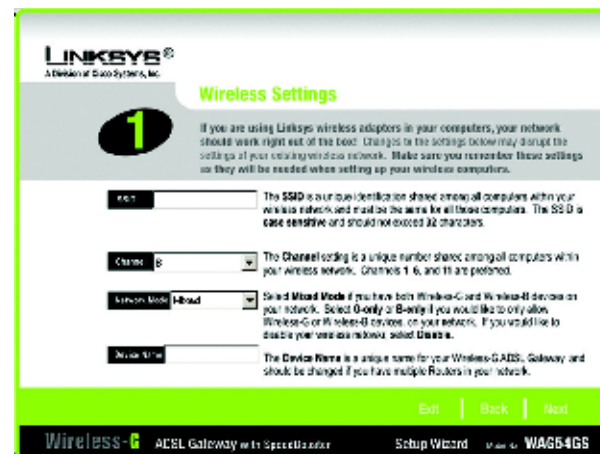 LINKSYS®
A Division of Cisco Systems, Inc.
Wireless Settings
1
If you are using Linksys wireless adapters in your computers, your network
should work right out of the box! Changes to the settings below may disrupt the
settings of your existing wireless network. Make sure you remember these settings
as they will be needed when setting up your wireless computers.
SSID
The SSID is a unique identification shared among all computers within your
wireless network and must be the same for all those computers. The SSID is
case sensitive and should not exceed 32 characters.
Channel
The Channel setting is a unique number shared among all computers within
your wireless network. Channels 1, 6, and 11 are preferred.
Network Mode Mixed
Select Mixed Mode if you have both Wireless-G and Wireless-B devices on
your network. Select G-only or B-only if you would like to only allow
Wireless-G or Wireless-B devices, on your network. If you would like to
disable your wireless network, select Disable.
Device Name
The Device Name is a unique name for your Wireless-G ADSL Gateway and
should be changed if you have multiple Routers in your network.
Exit Back Next
Wireless-G ADSL Gateway with SpeedBooster Setup Wizard Model No. WAG54GS